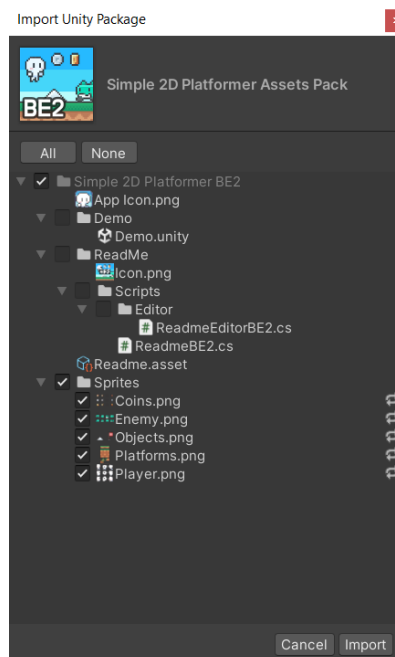 Import Unity Package
BE2
Simple 2D Platformer Assets Pack
All None
Simple 2D Platformer BE2
App Icon.png
Demo
Demo.unity
ReadMe
Icon.png
Scripts
Editor
ReadmeEditorBE2.cs
ReadmeBE2.cs
Readme.asset
Sprites
Coins.png
Enemy.png
Objects.png
Platforms.png
Player.png
Cancel Import